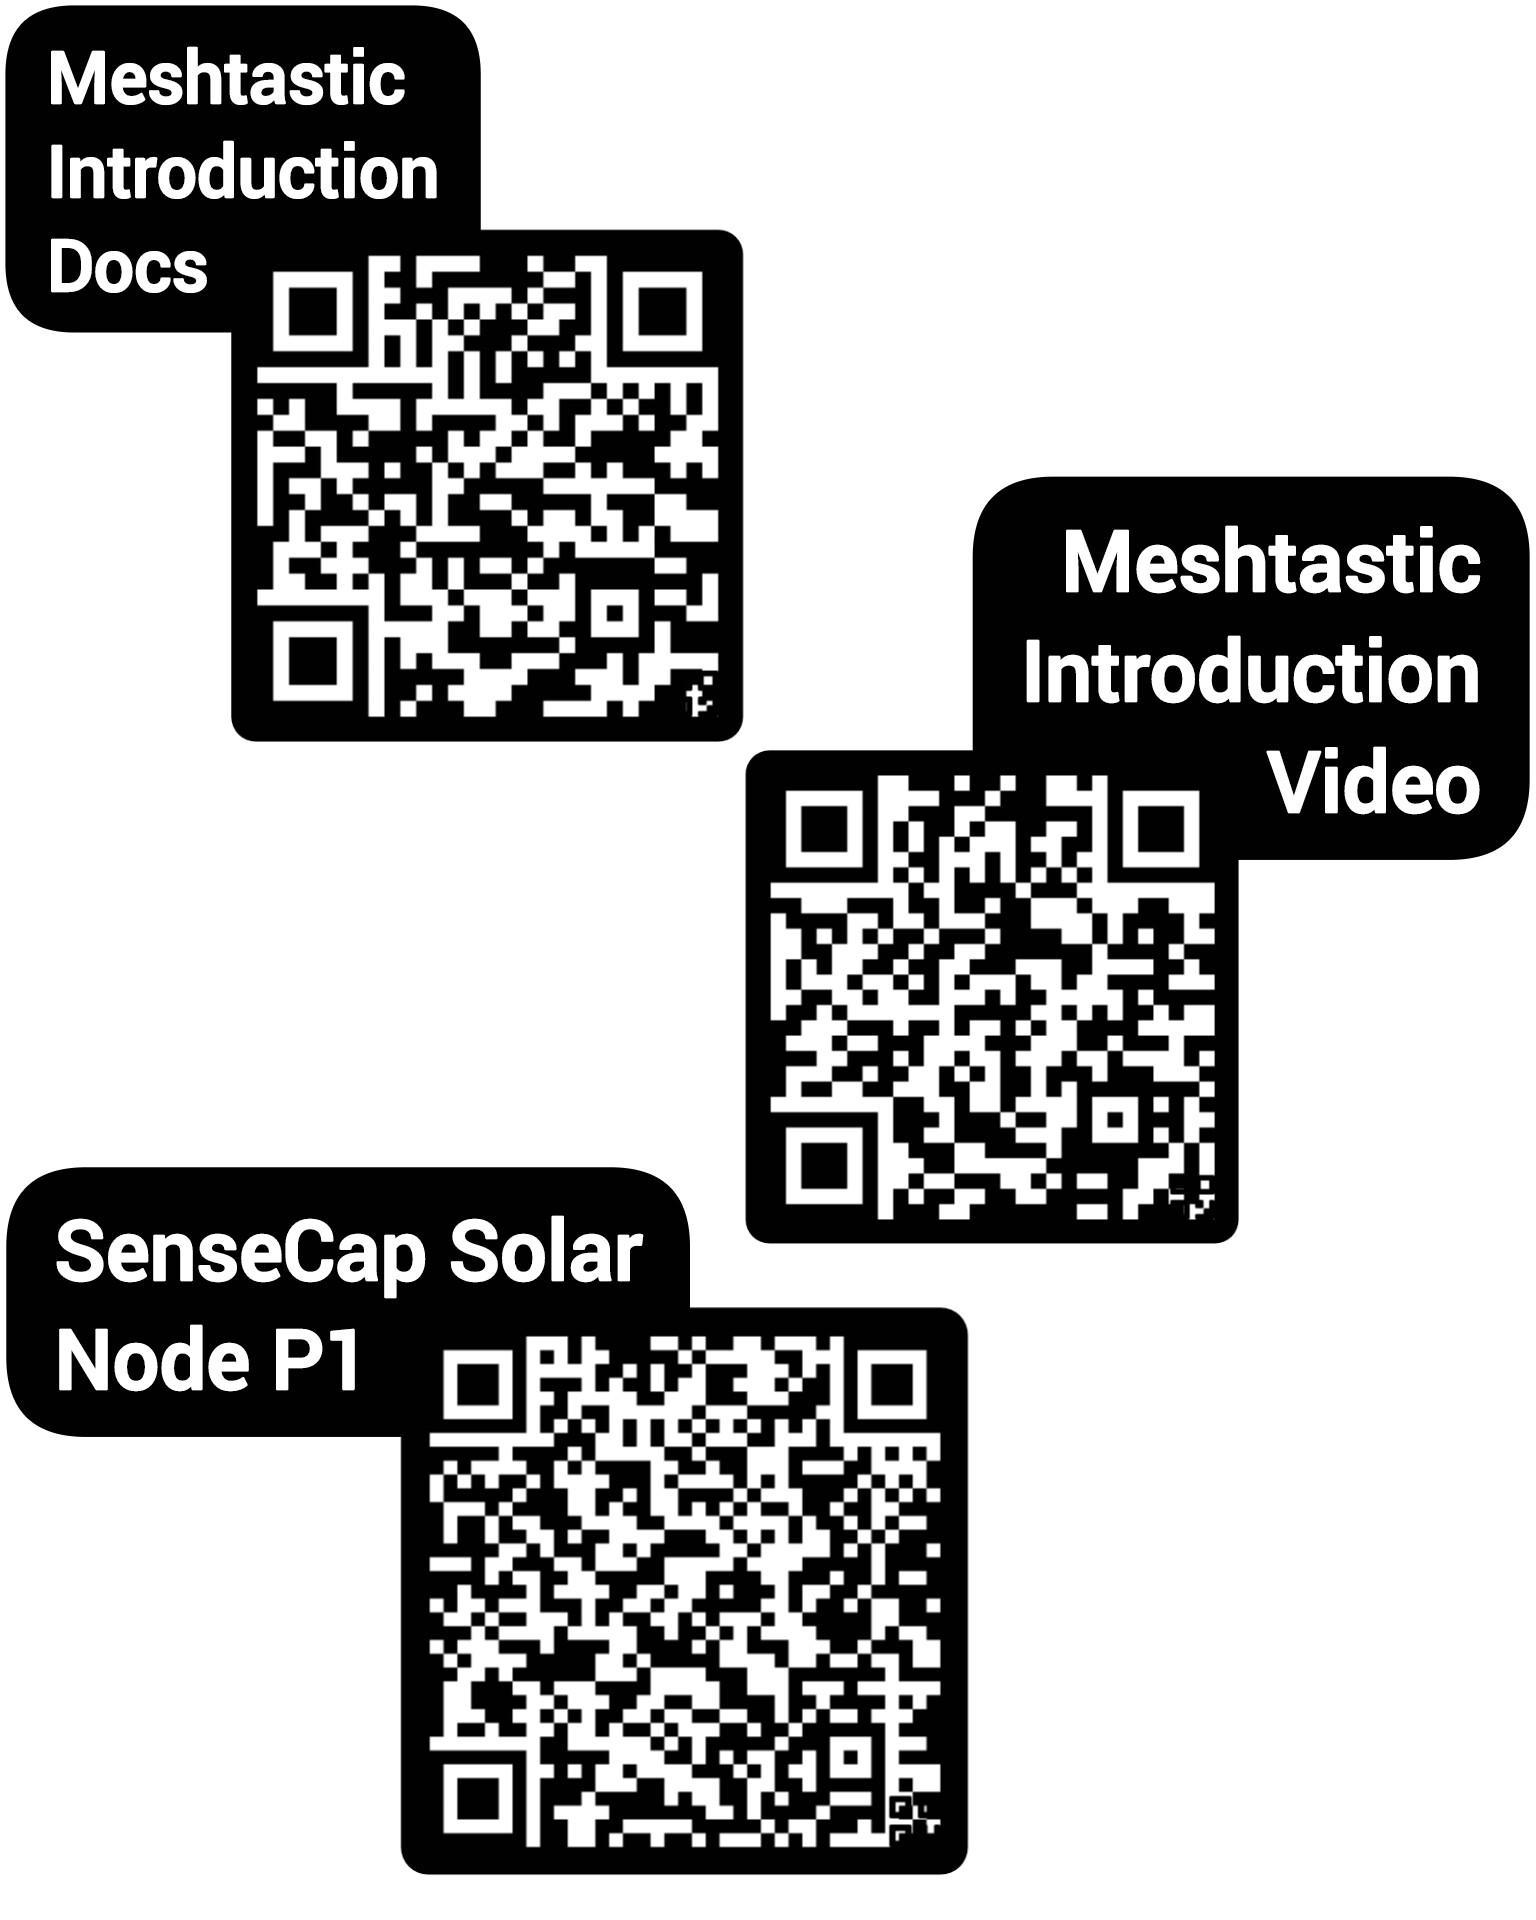 Meshtastic
Introduction
Docs
Meshtastic
Introduction
Video
SenseCap Solar
Node P1